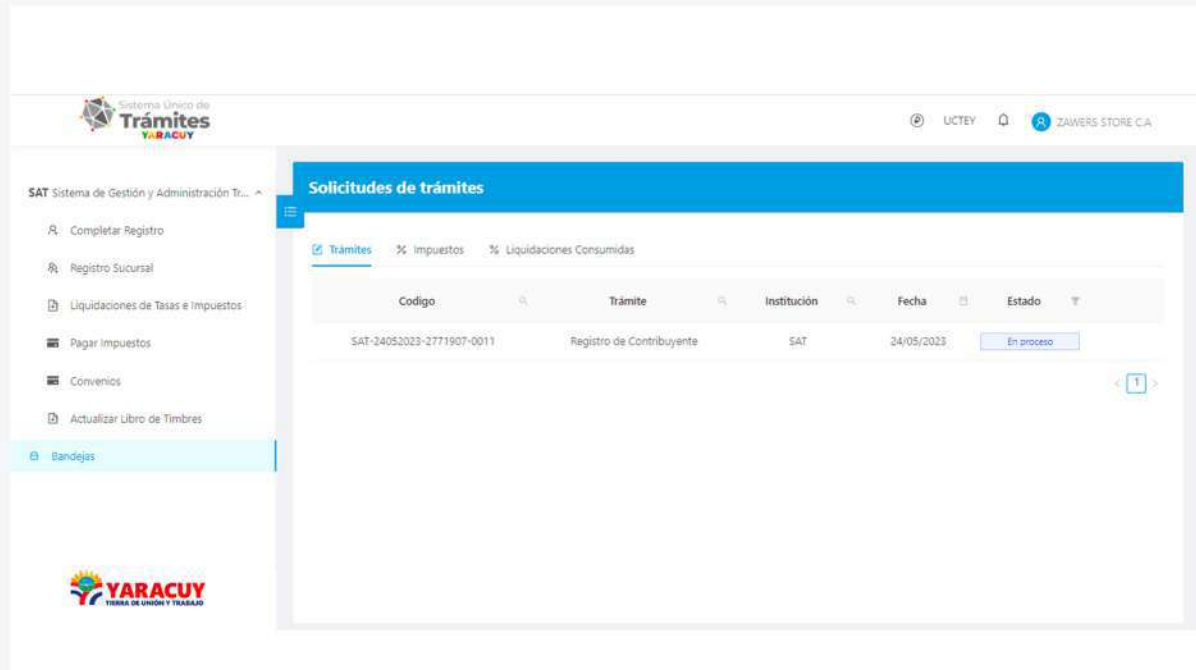 Sistema Único de
Trámites
YARACUY
UCTEY
ZAWERS STORE C.A
SAT Sistema de Gestión y Administración Tr...
Completar Registro
Registro Sucursal
Liquidaciones de Tasas e Impuestos
Pagar Impuestos
Convenios
Actualizar Libro de Timbres
Bandejas
YARACUY
TIERRA DE UNIÓN Y TRABAJO
Solicitudes de trámites
Trámites % Impuestos % Liquidaciones Consumidas
Codigo Trámite Institución Fecha Estado
SAT-24052023-2771907-0011 Registro de Contribuyente SAT 24/05/2023 En proceso
< 1 >